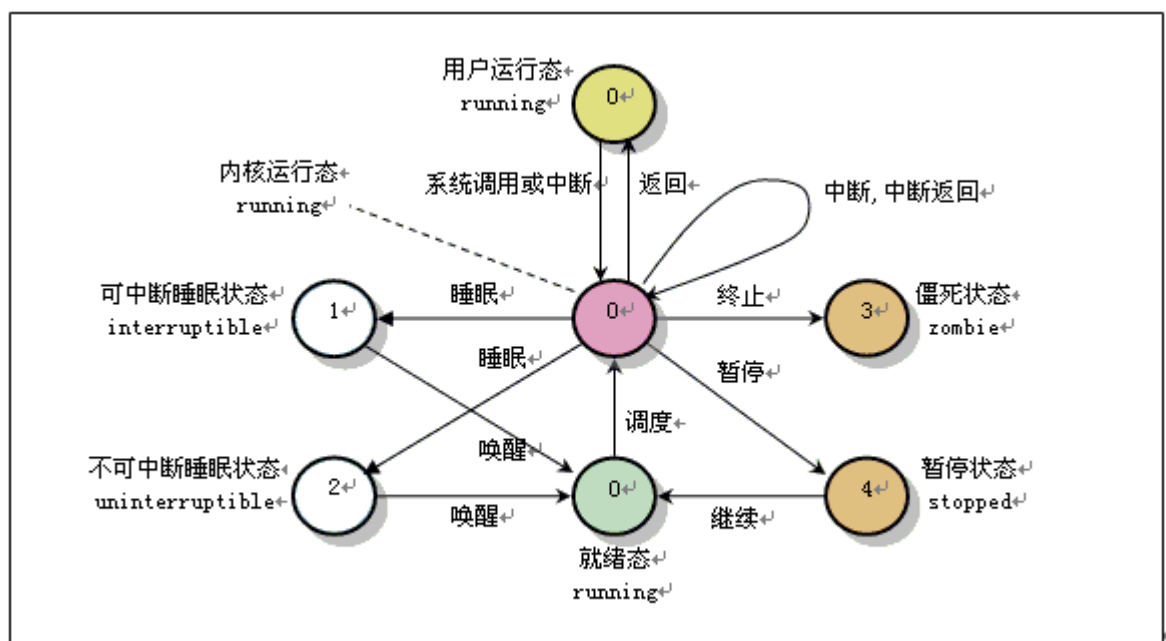 用户运行态
running
0
内核运行态
running
系统调用或中断
返回
中断, 中断返回
可中断睡眠状态
interruptible
1
睡眠
0
终止
3
僵死状态
zombie
睡眠
暂停
调度
唤醒
不可中断睡眠状态
uninterruptible
2
唤醒
0
继续
4
暂停状态
stopped
就绪态
running